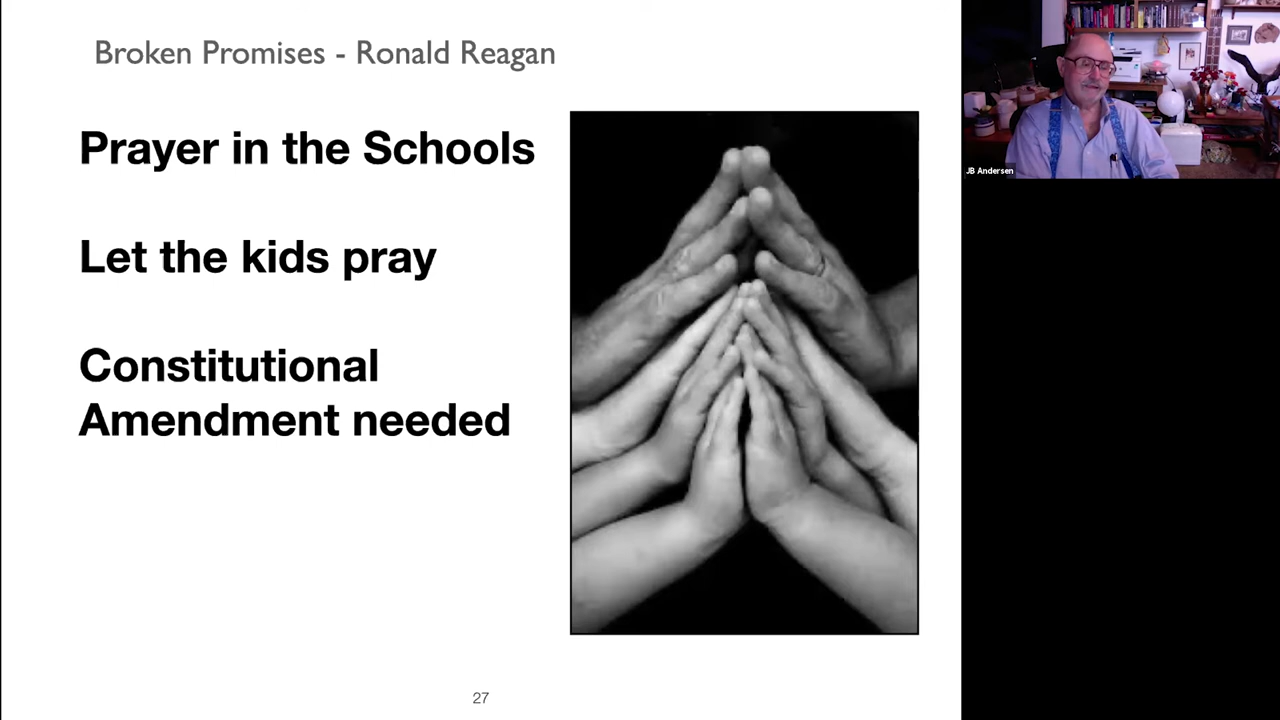 Broken Promises - Ronald Reagan
Prayer in the Schools
Let the kids pray
Constitutional
Amendment needed
27
JB Andersen